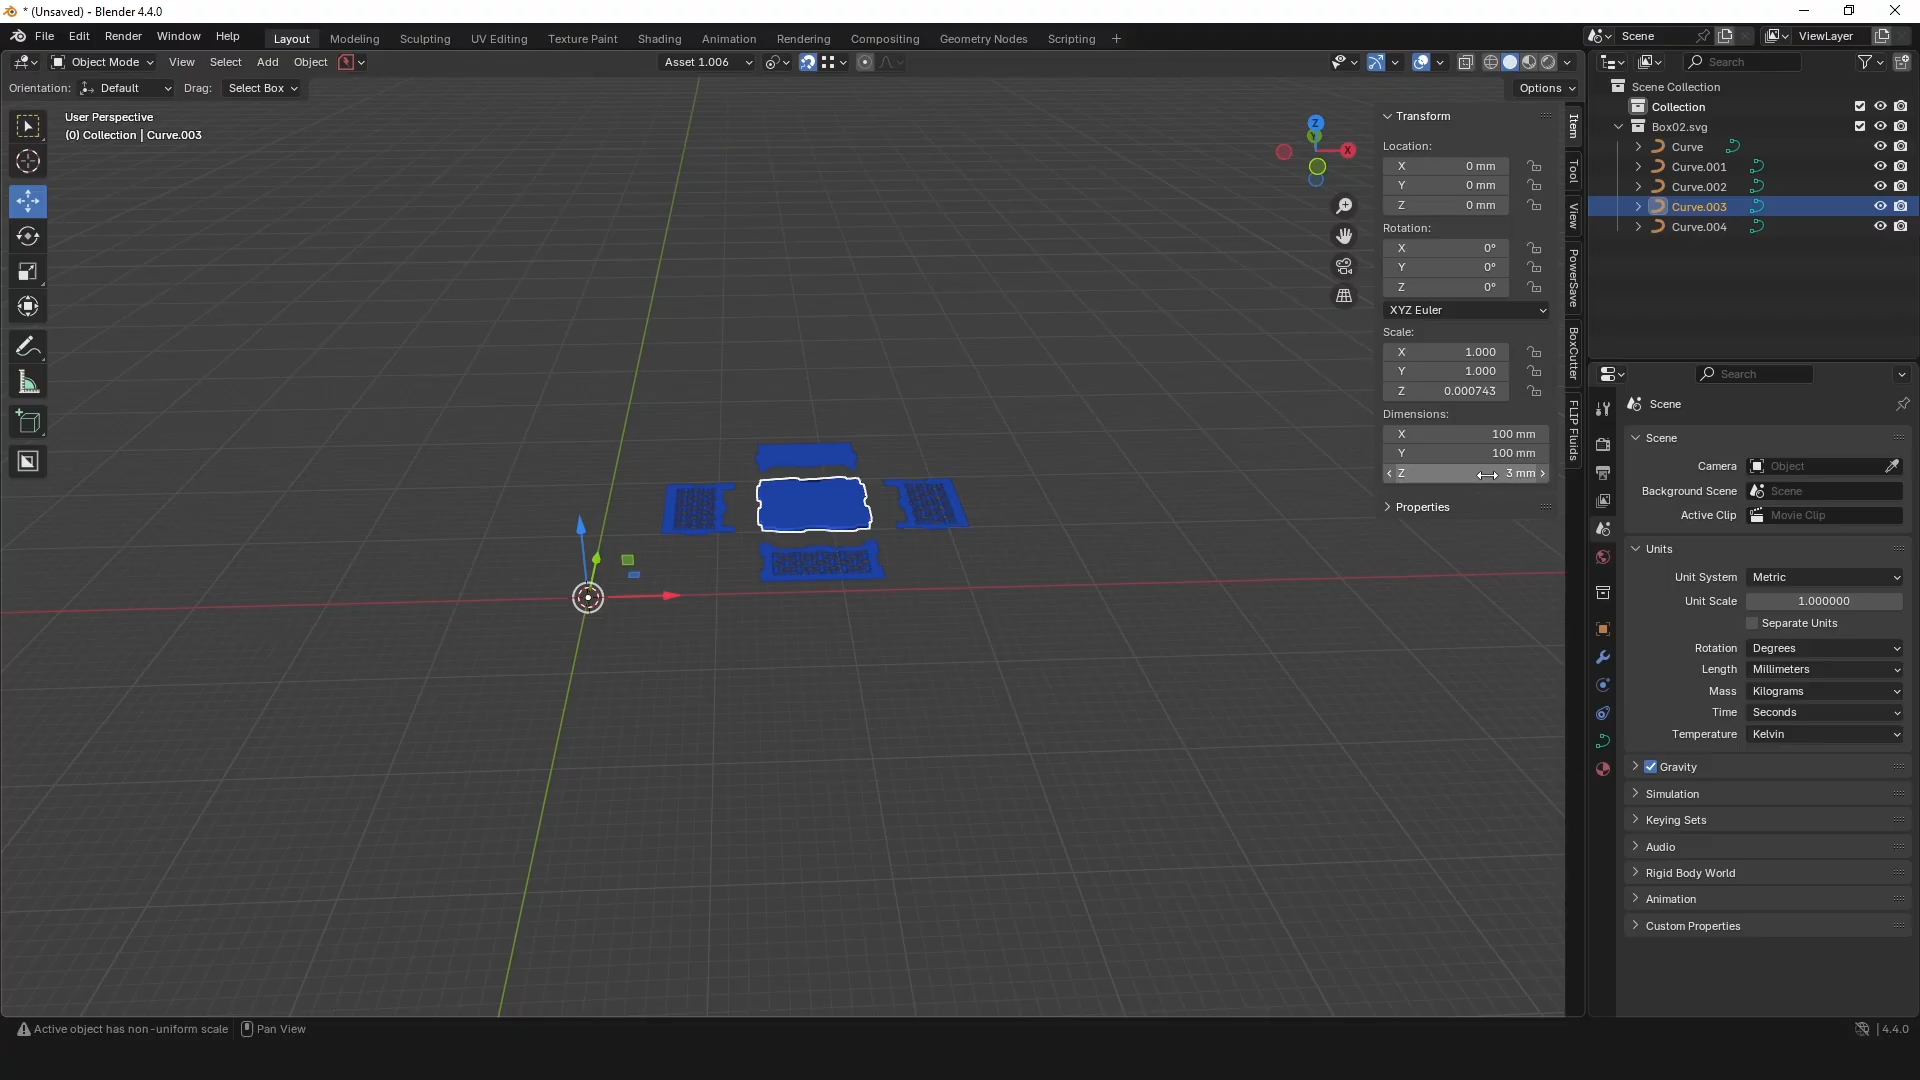 * (Unsaved) - Blender 4.4.0
File Edit Render Window Help Layout Modeling Sculpting UV Editing Texture Paint Shading Animation Rendering Compositing Geometry Nodes Scripting + Scene ViewLayer
Object Mode View Select Add Object Asset 1.006 Search
Orientation: Default Drag: Select Box Options
User Perspective
(0) Collection | Curve.003
Z
Y
X
Item
Tool
View
PowerSave
BoxCutter
FLIP Fluids
Transform
Location:
X 0 mm
Y 0 mm
Z 0 mm
Rotation:
X 0°
Y 0°
Z 0°
XYZ Euler
Scale:
X 1.000
Y 1.000
Z 0.000743
Dimensions:
X 100 mm
Y 100 mm
Z 3 mm
Properties
Scene Collection
Collection
Box02.svg
Curve
Curve.001
Curve.002
Curve.003
Curve.004
Search
Scene
Scene
Camera Object
Background Scene Scene
Active Clip Movie Clip
Units
Unit System Metric
Unit Scale 1.000000
Separate Units
Rotation Degrees
Length Millimeters
Mass Kilograms
Time Seconds
Temperature Kelvin
Gravity
Simulation
Keying Sets
Audio
Rigid Body World
Animation
Custom Properties
Active object has non-uniform scale Pan View 4.4.0